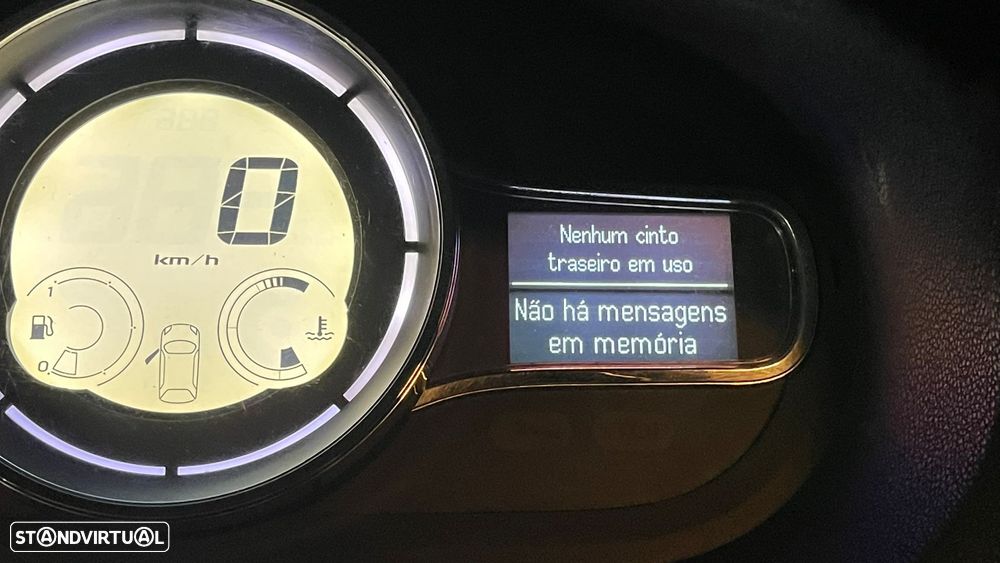 0
km/h
1
0
Nenhum cinto
traseiro em uso
Não há mensagens
em memória
STANDVIRTUAL